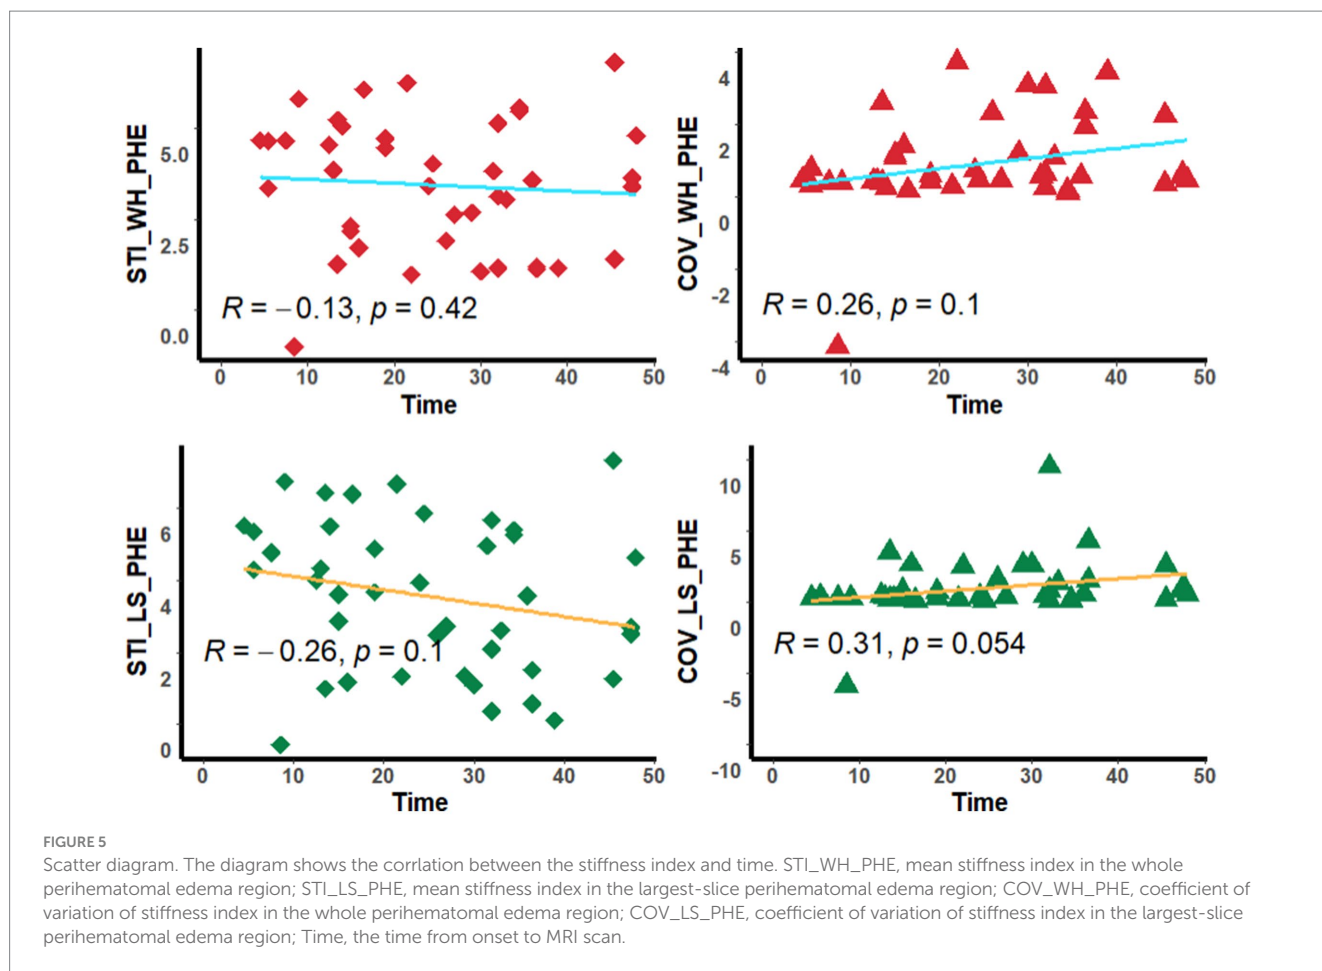 STI_WH_PHE
5.0
2.5
0.0
R = −0.13, p = 0.42
0 10 20 30 40 50
Time
COV_WH_PHE
4
2
0
-2
-4
R = 0.26, p = 0.1
0 10 20 30 40 50
Time
STI_LS_PHE
6
4
2
0
R = −0.26, p = 0.1
0 10 20 30 40 50
Time
COV_LS_PHE
10
5
0
-5
-10
R = 0.31, p = 0.054
0 10 20 30 40 50
Time
FIGURE 5
Scatter diagram. The diagram shows the corrlation between the stiffness index and time. STI_WH_PHE, mean stiffness index in the whole
perihematomal edema region; STI_LS_PHE, mean stiffness index in the largest-slice perihematomal edema region; COV_WH_PHE, coefficient of
variation of stiffness index in the whole perihematomal edema region; COV_LS_PHE, coefficient of variation of stiffness index in the largest-slice
perihematomal edema region; Time, the time from onset to MRI scan.